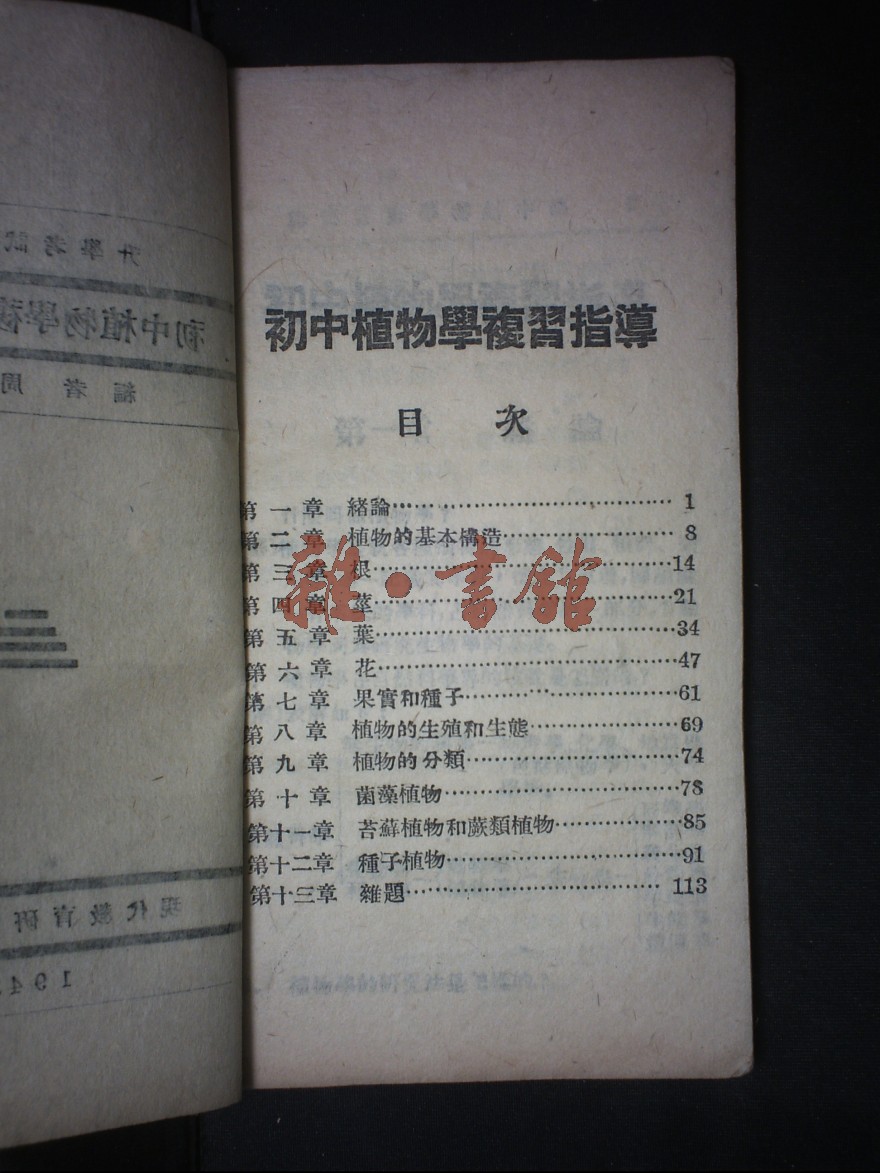 初中植物學複習指導
目 次
第一章 緒論…………………………………… 1
第二章 植物的基本構造…………………… 8
第三章 根……………………………………14
第四章 莖……………………………………21
第五章 葉……………………………………34
第六章 花……………………………………47
第七章 果實和種子…………………………61
第八章 植物的生殖和生態…………………69
第九章 植物的分類…………………………74
第十章 菌藻植物……………………………78
第十一章 苔蘚植物和蕨類植物………………85
第十二章 種子植物……………………………91
第十三章 雜題………………………………… 113
雜·書館